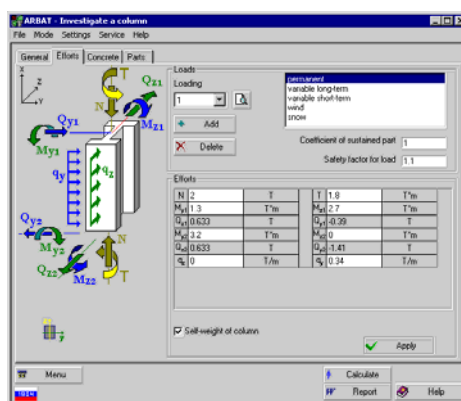 ARBAT - Investigate a column
File Mode Settings Service Help
General Efforts Concrete Parts
Loads
Loading
1
Add
Delete
permanent
variable long-term
variable short-term
wind
snow
Coefficient of sustained part 1
Safety factor for load 1.1
X
Z
Y
T
N
Qz1
Mz1
Qy1
My1
qy
qz
Qy2
My2
Qz2
Mz2
N
T
y
Efforts
N 2 T T 1.8 T*m
My1 1.3 T*m Mz1 2.7 T*m
Qz1 0.633 T Qy1 -0.39 T
My2 3.2 T*m Mz2 0 T*m
Qz2 0.633 T Qy2 -1.41 T
qz 0 T/m qy 0.34 T/m
Self-weight of column
Apply
Menu
Calculate
Report
Help